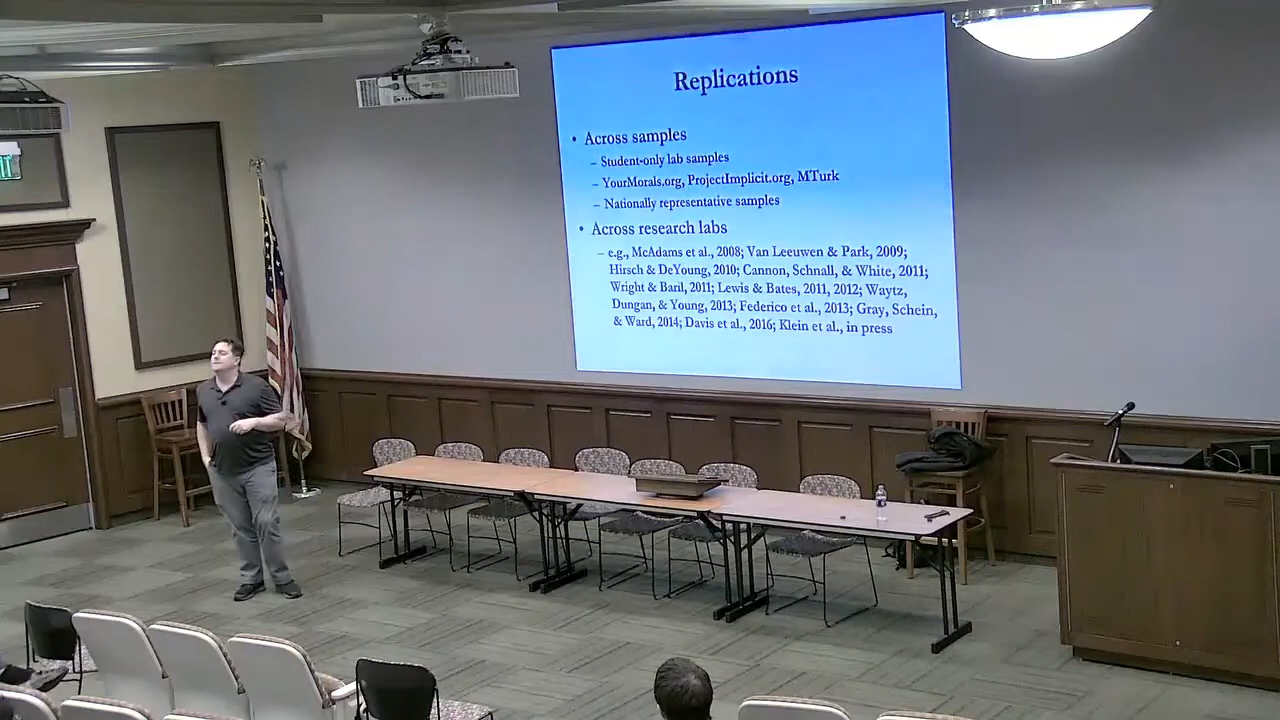 Replications
• Across samples
– Student-only lab samples
– YourMorals.org, ProjectImplicit.org, MTurk
– Nationally representative samples
• Across research labs
– e.g., McAdams et al., 2008; Van Leeuwen & Park, 2009;
Hirsch & DeYoung, 2010; Cannon, Schnall, & White, 2011;
Wright & Baril, 2011; Lewis & Bates, 2011, 2012; Waytz,
Dungan, & Young, 2013; Federico et al., 2013; Gray, Schein,
& Ward, 2014; Davis et al., 2016; Klein et al., in press